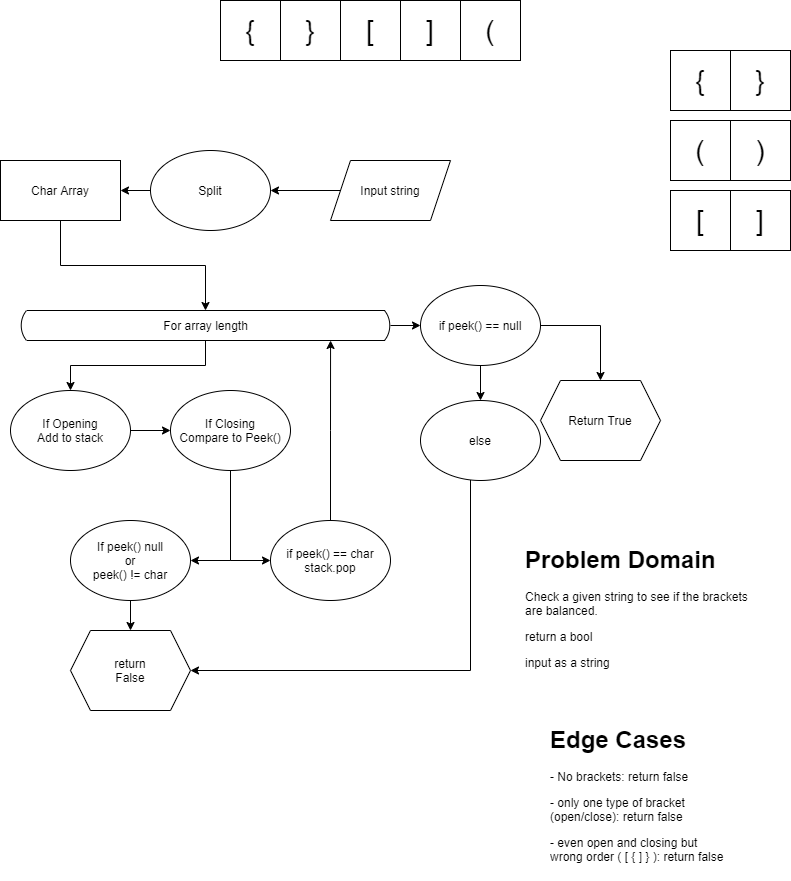 { } [ ] (
{ }
( )
[ ]
Char Array
Split
Input string
For array length
if peek() == null
If Opening
Add to stack
If Closing
Compare to Peek()
else
Return True
If peek() null
or
peek() != char
if peek() == char
stack.pop
return
False
Problem Domain
Check a given string to see if the brackets
are balanced.
return a bool
input as a string
Edge Cases
- No brackets: return false
- only one type of bracket
(open/close): return false
- even open and closing but
wrong order ( [ { ] } ): return false